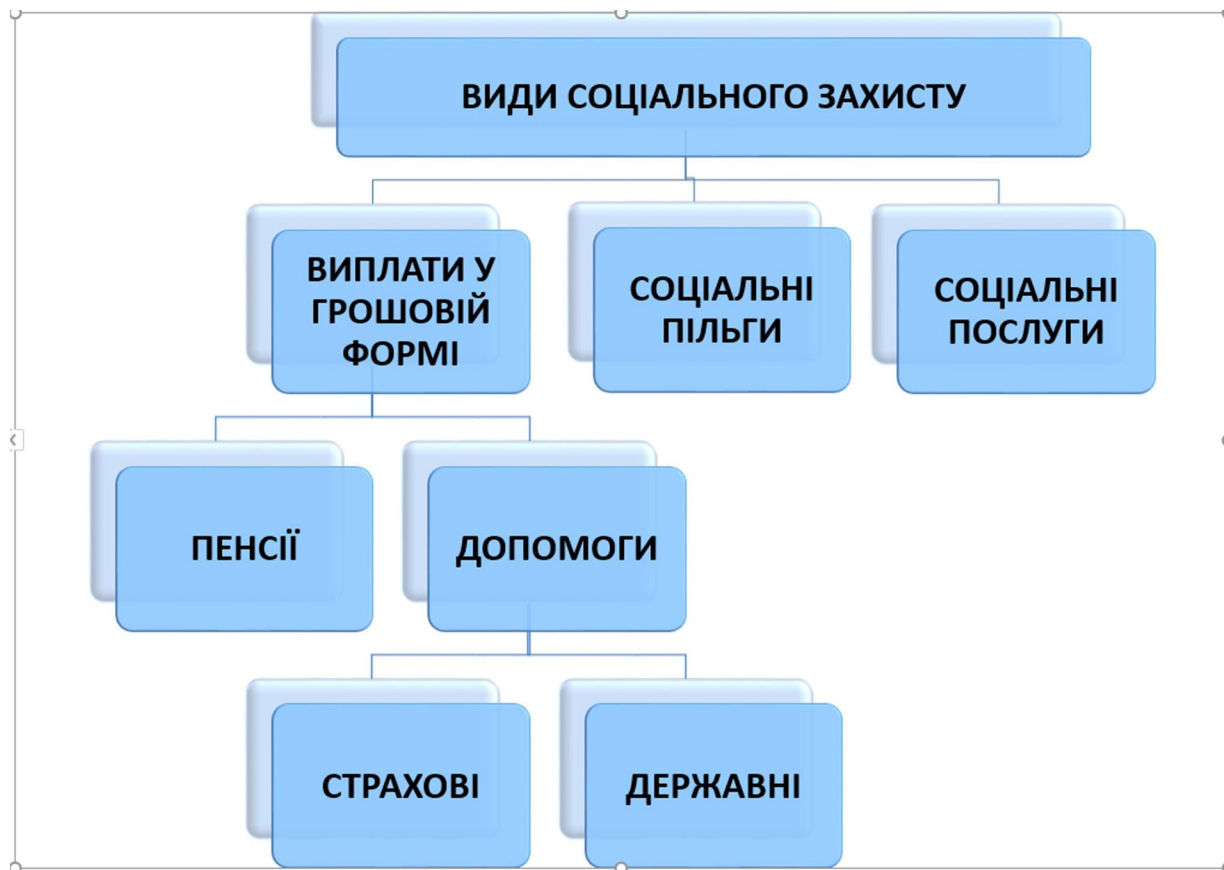 ВИДИ СОЦІАЛЬНОГО ЗАХИСТУ
ВИПЛАТИ У
ГРОШОВІЙ
ФОРМІ
СОЦІАЛЬНІ
ПІЛЬГИ
СОЦІАЛЬНІ
ПОСЛУГИ
ПЕНСІЇ
ДОПОМОГИ
СТРАХОВІ
ДЕРЖАВНІ